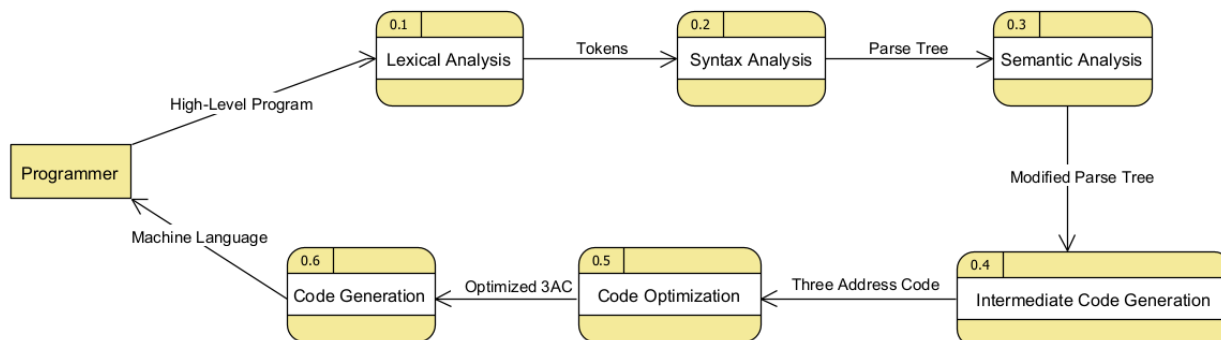 0.1
Lexical Analysis
Tokens
0.2
Syntax Analysis
Parse Tree
0.3
Semantic Analysis
High-Level Program
Programmer
Modified Parse Tree
Machine Language
0.6
Code Generation
Optimized 3AC
0.5
Code Optimization
Three Address Code
0.4
Intermediate Code Generation